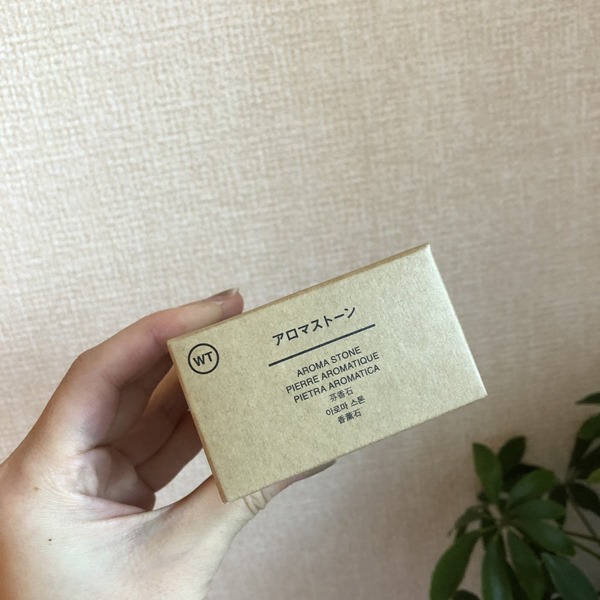 WT
アロマストーン
AROMA STONE
PIERRE AROMATIQUE
PIETRA AROMATICA
芬香石
아로마 스톤
香薰石